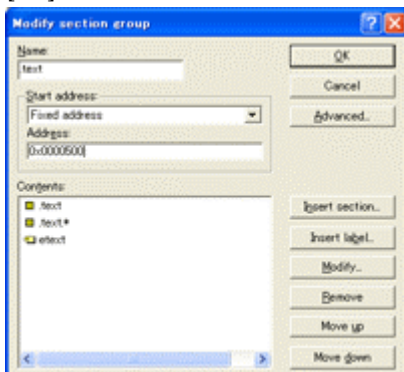 Modify section group
Name:
.text
OK
Cancel
Start address:
Fixed address
Advanced..
Address:
0x0000500
Contents:
.text
.text*
etext
Insert section..
Insert label..
Modify..
Remove
Move up
Move down